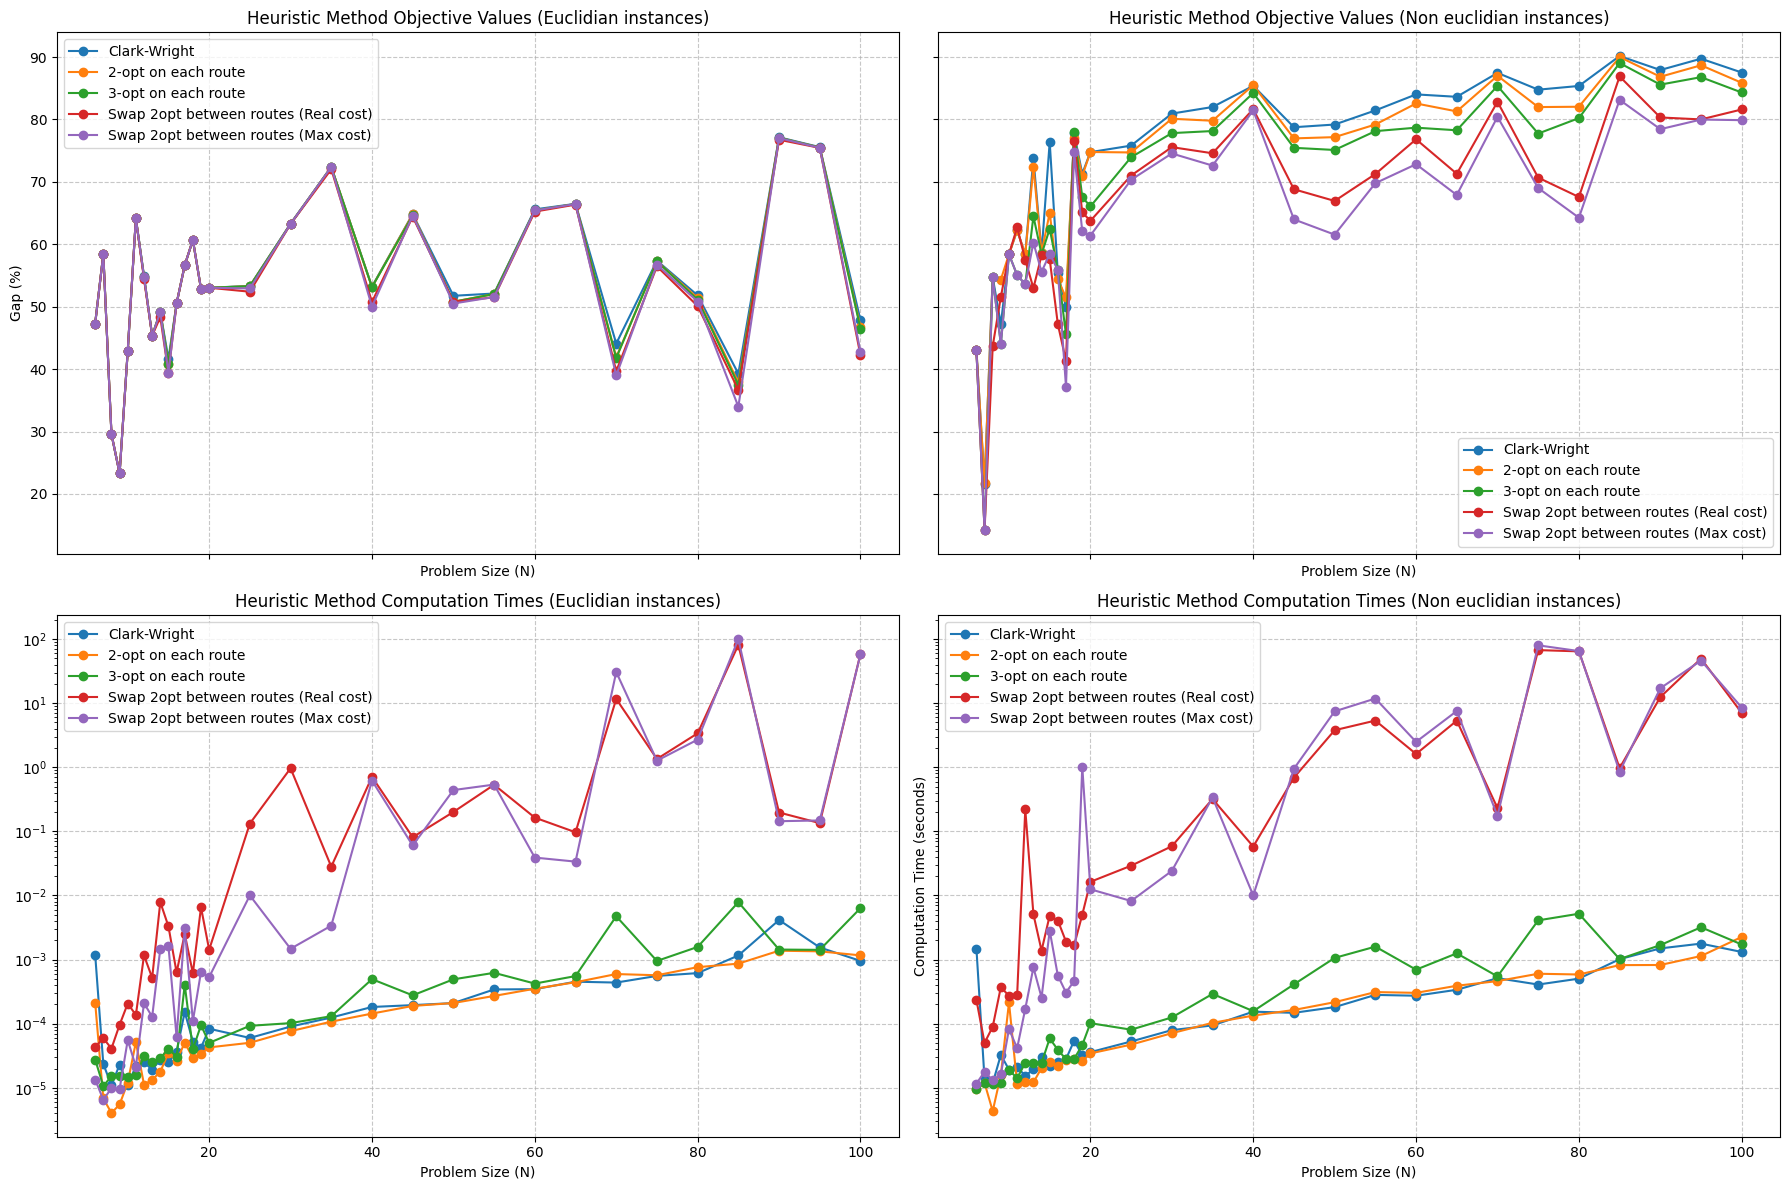 Heuristic Method Objective Values (Euclidian instances)
Heuristic Method Objective Values (Non euclidian instances)
Gap (%)
90
80
70
60
50
40
30
20
Clark-Wright
2-opt on each route
3-opt on each route
Swap 2opt between routes (Real cost)
Swap 2opt between routes (Max cost)
Problem Size (N)
Clark-Wright
2-opt on each route
3-opt on each route
Swap 2opt between routes (Real cost)
Swap 2opt between routes (Max cost)
Problem Size (N)
Heuristic Method Computation Times (Euclidian instances)
Heuristic Method Computation Times (Non euclidian instances)
10²
10¹
10⁰
10⁻¹
10⁻²
10⁻³
10⁻⁴
10⁻⁵
Clark-Wright
2-opt on each route
3-opt on each route
Swap 2opt between routes (Real cost)
Swap 2opt between routes (Max cost)
20 40 60 80 100
Problem Size (N)
Computation Time (seconds)
Clark-Wright
2-opt on each route
3-opt on each route
Swap 2opt between routes (Real cost)
Swap 2opt between routes (Max cost)
20 40 60 80 100
Problem Size (N)